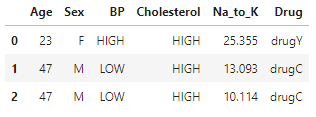 Age Sex BP Cholesterol Na_to_K Drug
0 23 F HIGH HIGH 25.355 drugY
1 47 M LOW HIGH 13.093 drugC
2 47 M LOW HIGH 10.114 drugC